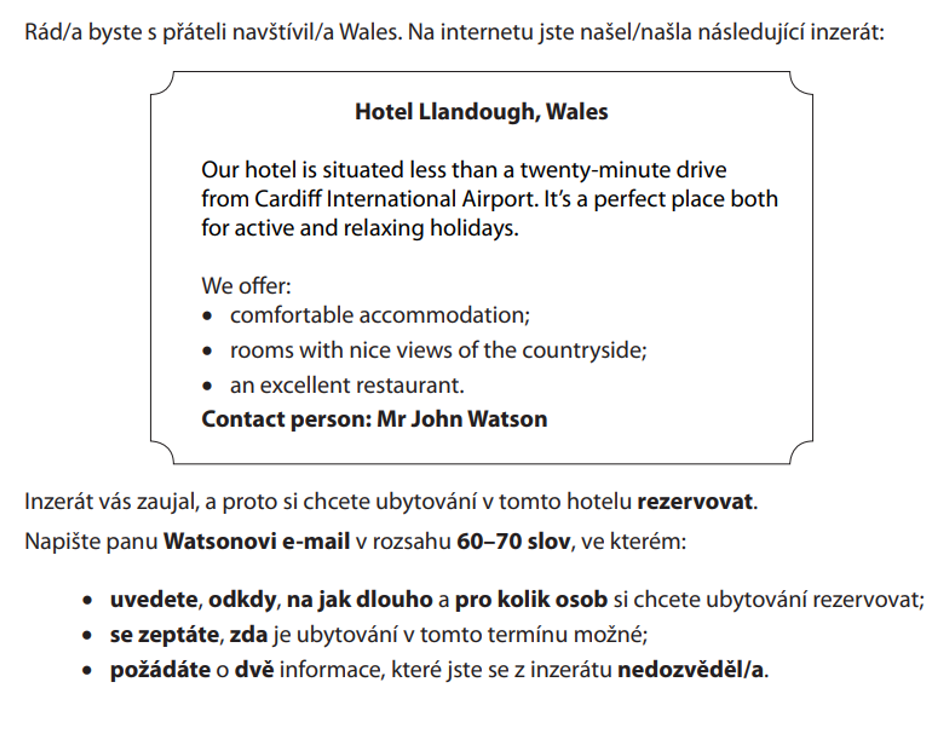 Rád/a byste s přáteli navštívil/a Wales. Na internetu jste našel/našla následující inzerát:
Hotel Llandough, Wales
Our hotel is situated less than a twenty-minute drive
from Cardiff International Airport. It's a perfect place both
for active and relaxing holidays.
We offer:
• comfortable accommodation;
• rooms with nice views of the countryside;
• an excellent restaurant.
Contact person: Mr John Watson
Inzerát vás zaujal, a proto si chcete ubytování v tomto hotelu rezervovat.
Napište panu Watsonovi e-mail v rozsahu 60–70 slov, ve kterém:
• uvedete, odkdy, na jak dlouho a pro kolik osob si chcete ubytování rezervovat;
• se zeptáte, zda je ubytování v tomto termínu možné;
• požádáte o dvě informace, které jste se z inzerátu nedozvěděl/a.